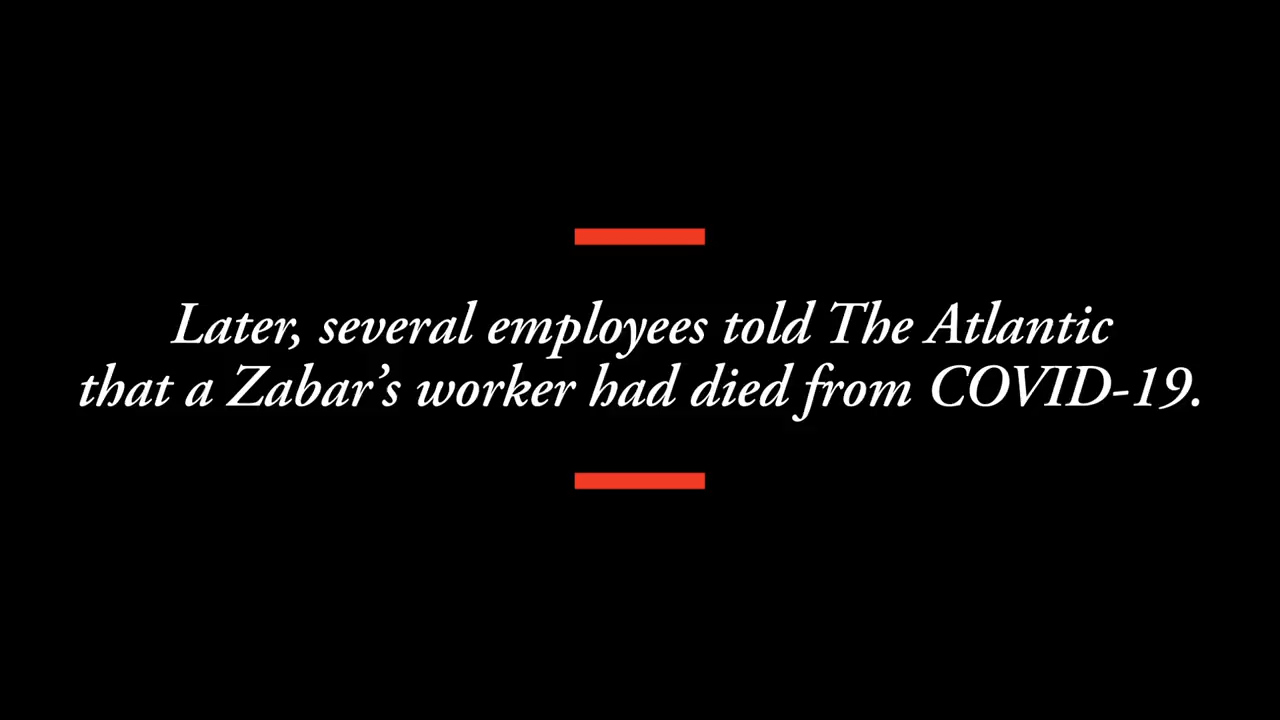 Later, several employees told The Atlantic
that a Zabar’s worker had died from COVID-19.